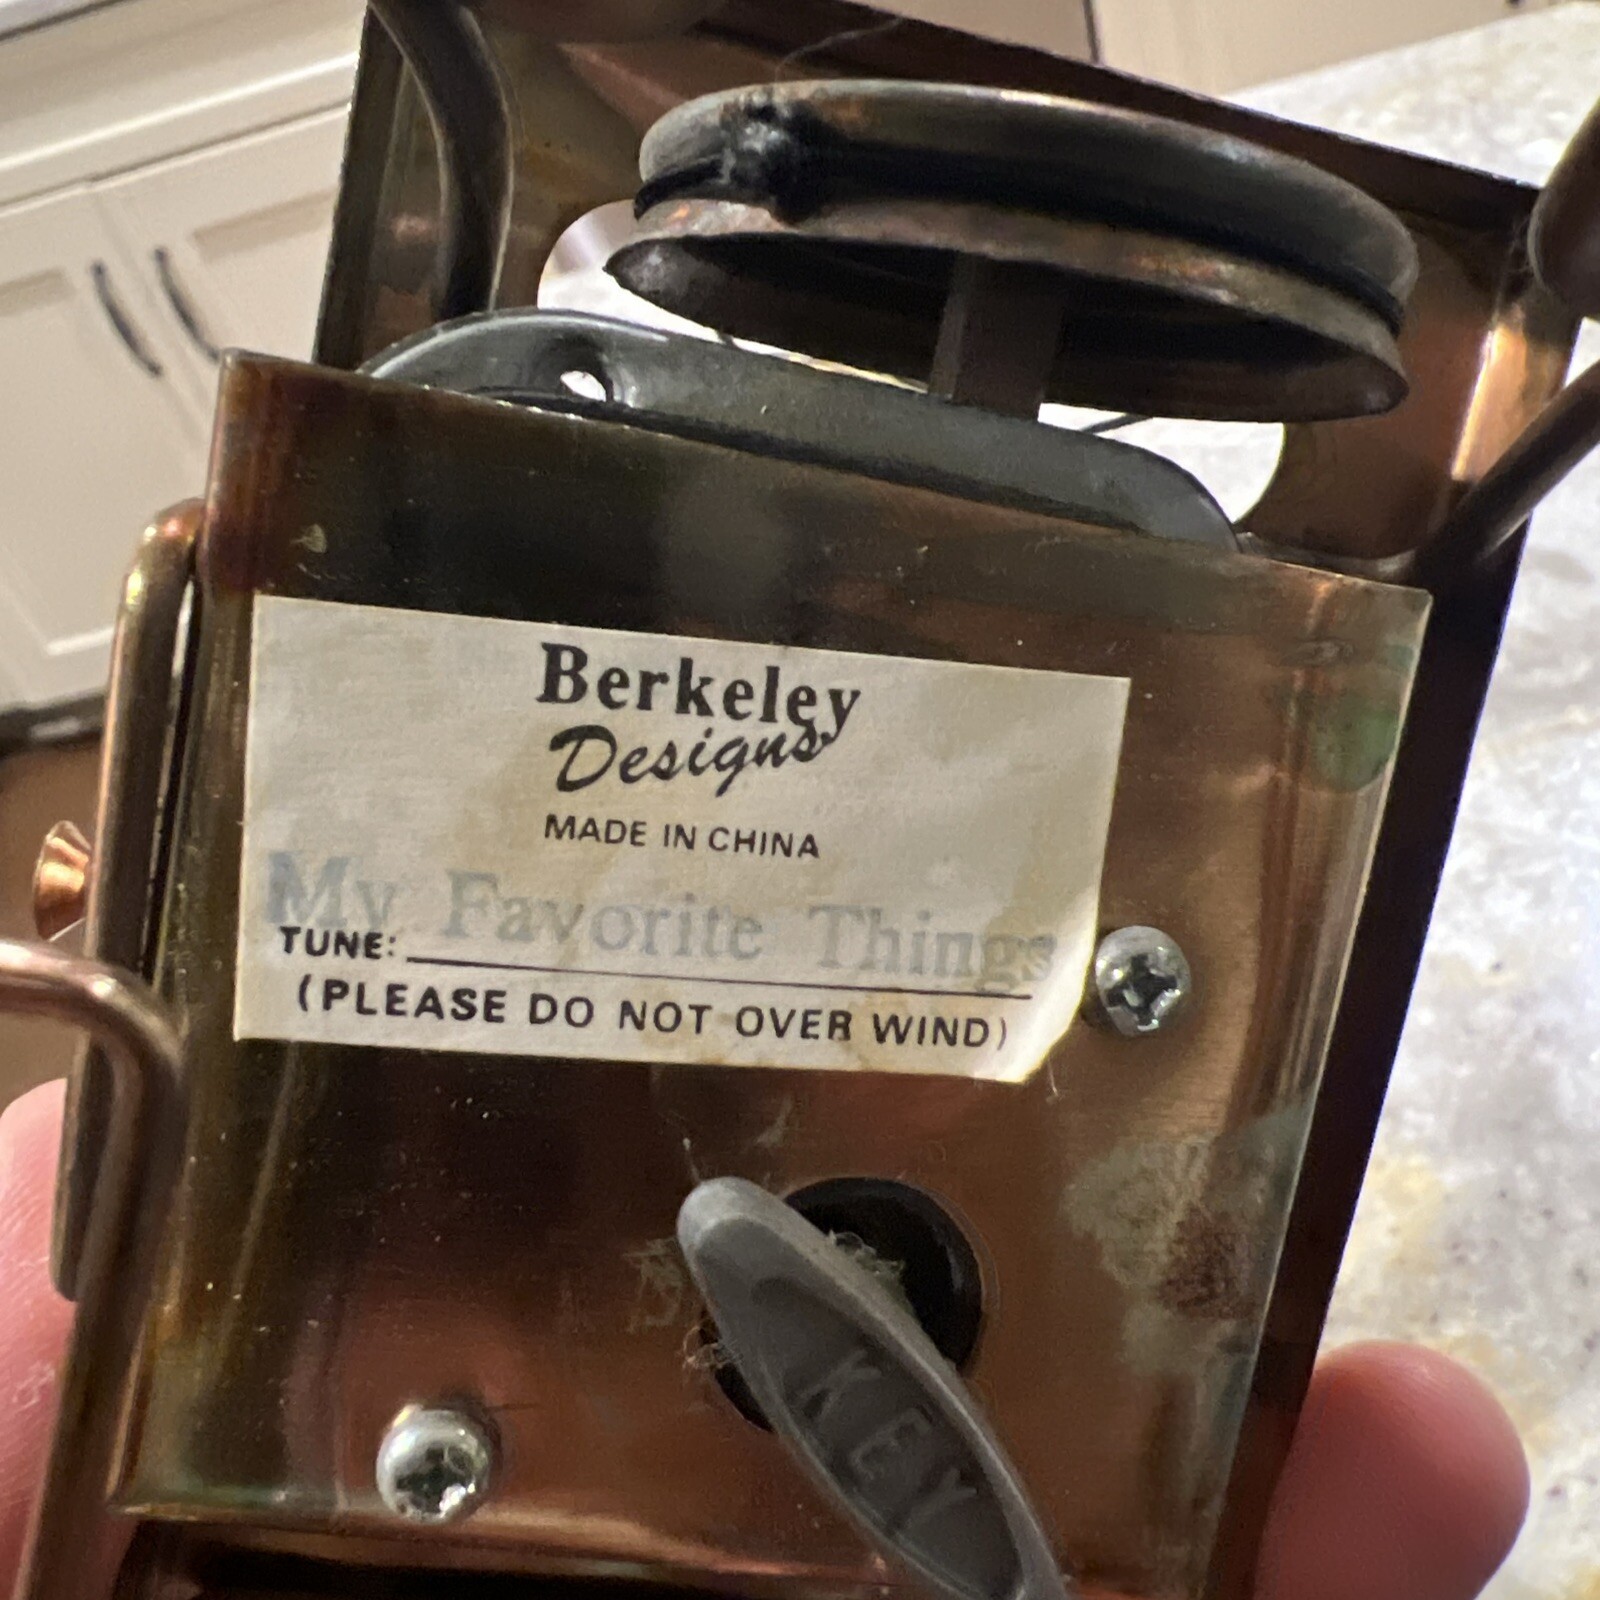 Berkeley
Designs
MADE IN CHINA
My Favorite Things
TUNE:
(PLEASE DO NOT OVER WIND)
KEY